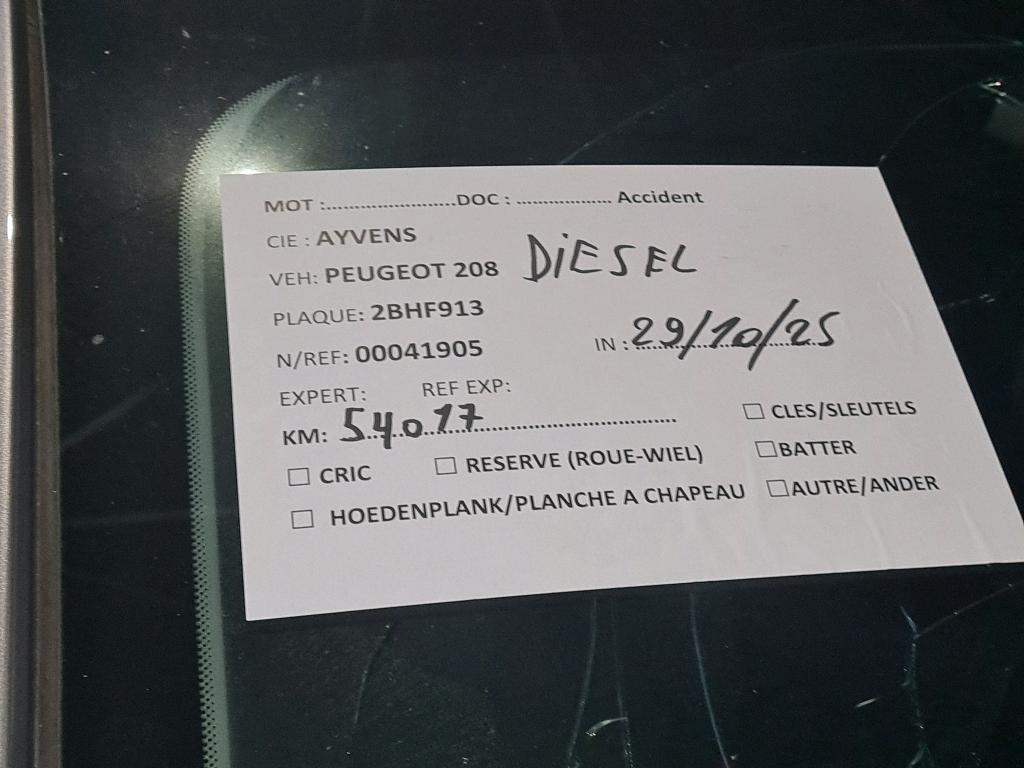 MOT :........................DOC : .................. Accident
CIE : AYVENS
VEH: PEUGEOT 208 DIESEL
PLAQUE: 2BHF913
N/REF: 00041905 IN : 29/10/25
EXPERT: REF EXP:
KM: 54017
☐ CLES/SLEUTELS
☐ CRIC ☐ RESERVE (ROUE-WIEL) ☐BATTER
☐ HOEDENPLANK/PLANCHE A CHAPEAU ☐AUTRE/ANDER